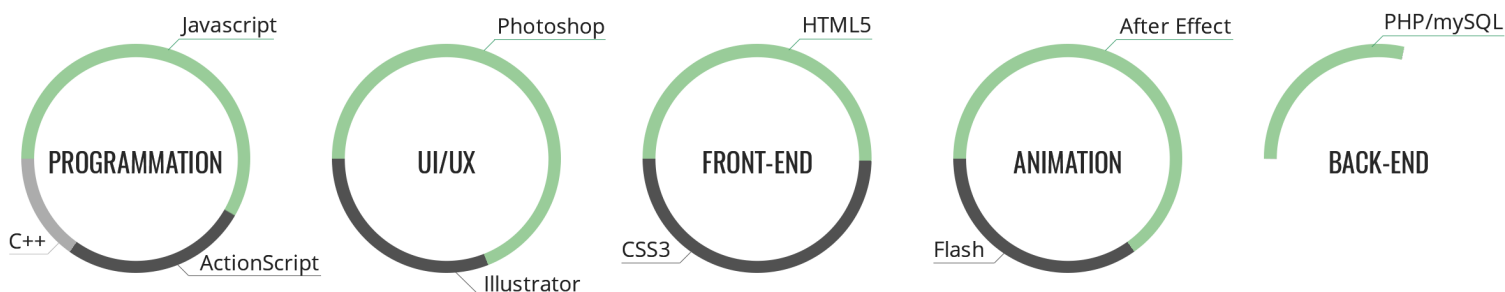 Javascript
PROGRAMMATION
C++
ActionScript
Photoshop
UI/UX
Illustrator
HTML5
FRONT-END
CSS3
After Effect
ANIMATION
Flash
PHP/mySQL
BACK-END